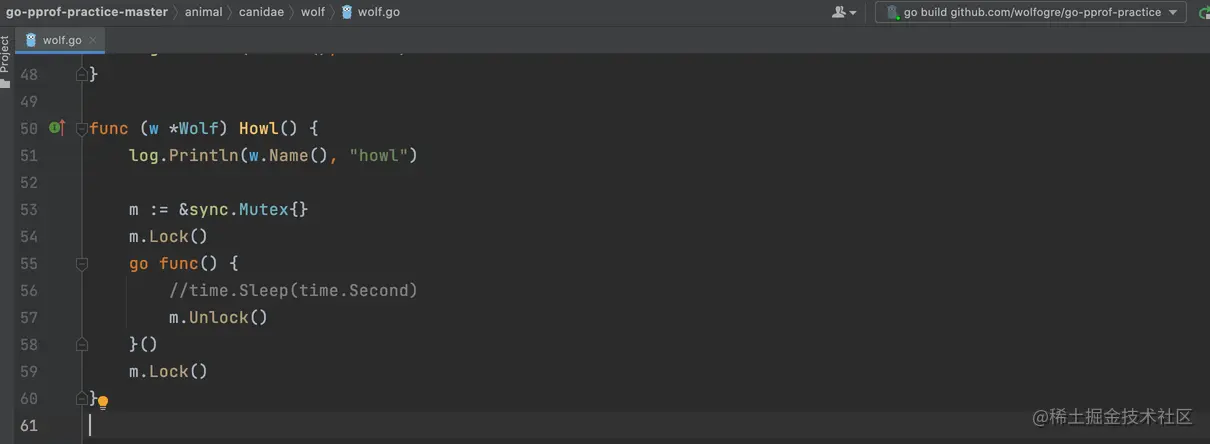 go-pprof-practice-master animal canidae wolf wolf.go go build github.com/wolfogre/go-pprof-practice
Project
wolf.go
48 }
49
50 func (w *Wolf) Howl() {
51 log.Println(w.Name(), "howl")
52
53 m := &sync.Mutex{}
54 m.Lock()
55 go func() {
56 //time.Sleep(time.Second)
57 m.Unlock()
58 }()
59 m.Lock()
60 }
61
@稀土掘金技术社区